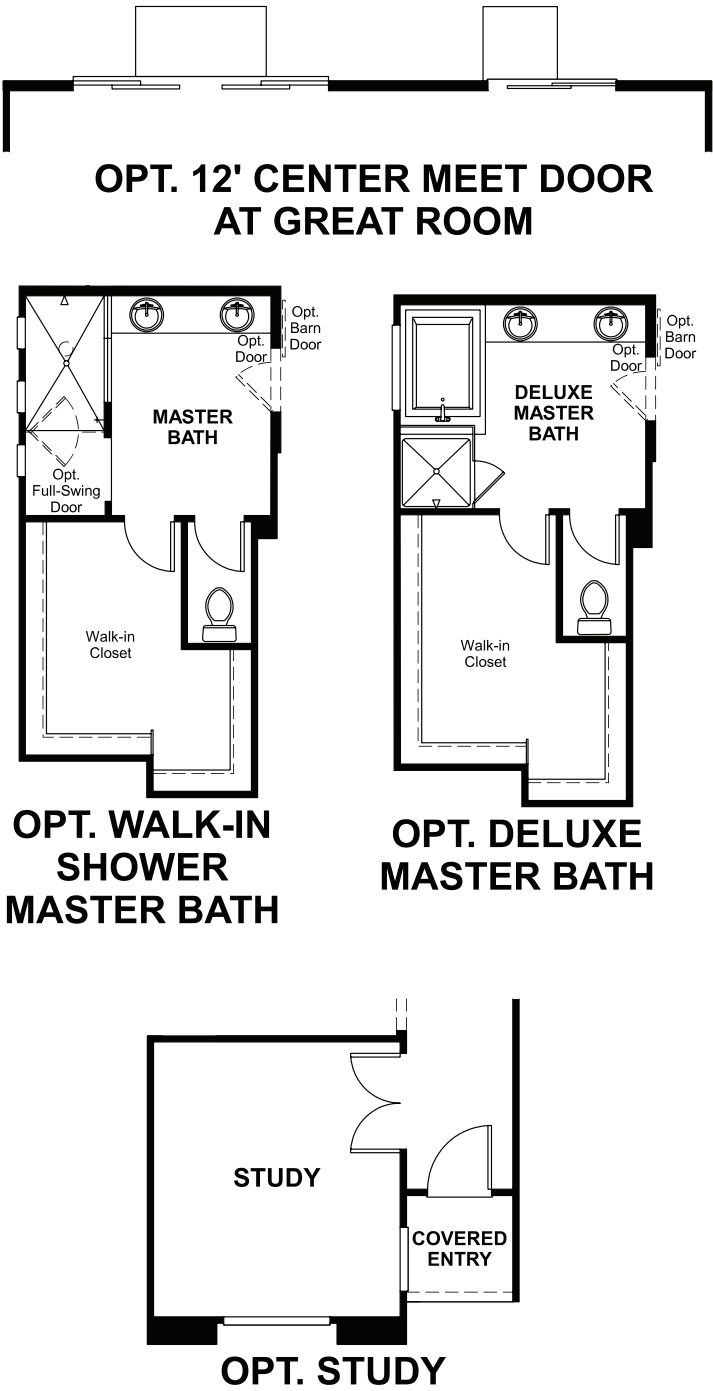 OPT. 12' CENTER MEET DOOR
AT GREAT ROOM
Opt.
Barn
Door
Opt.
Door
MASTER
BATH
Opt.
Full-Swing
Door
Walk-in
Closet
OPT. WALK-IN
SHOWER
MASTER BATH
Opt.
Barn
Door
Opt.
Door
DELUXE
MASTER
BATH
Walk-in
Closet
OPT. DELUXE
MASTER BATH
STUDY
COVERED
ENTRY
OPT. STUDY